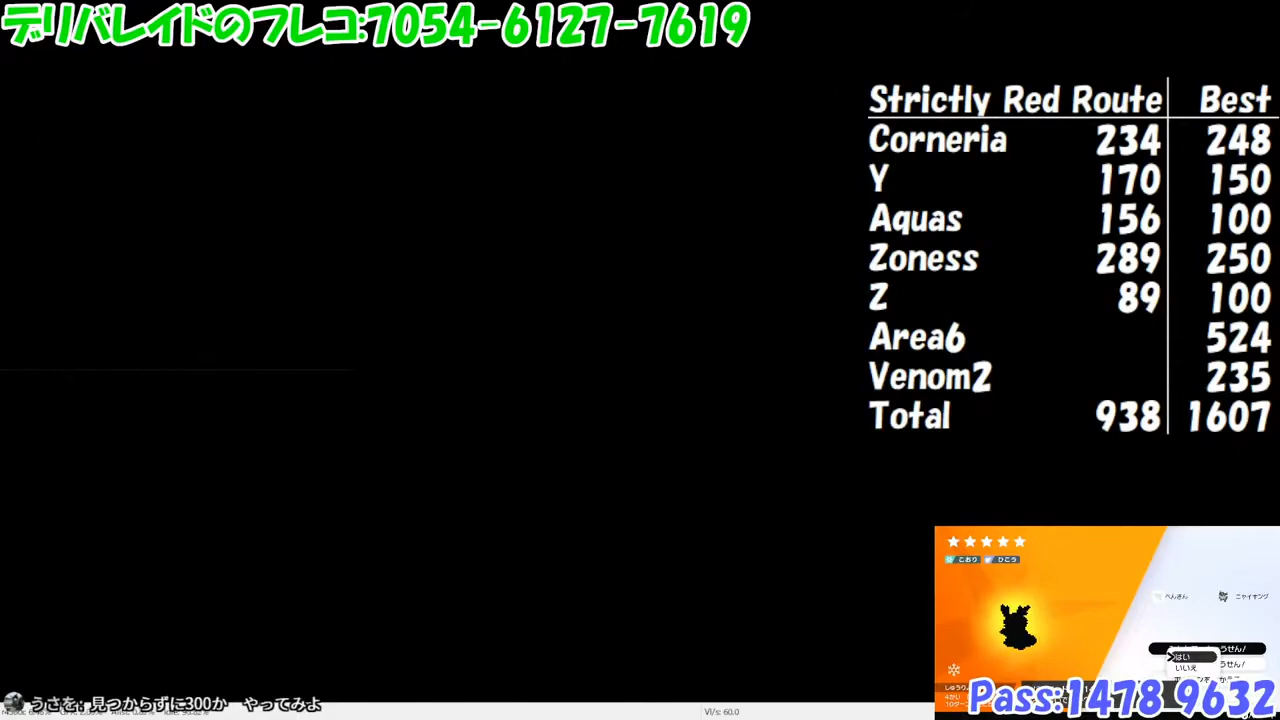 デリバレイドのフレコ:7054-6127-7619
Strictly Red Route Best
Corneria 234 248
Y 170 150
Aquas 156 100
Zoness 289 250
Z 89 100
Area6 524
Venom2 235
Total 938 1607
こおり ひこう
ぺんぎん ニャイキング
はい
いいえ
Pass:1478 9632
うさを: 見つからずに300か やってみよ
VI/s: 60.0